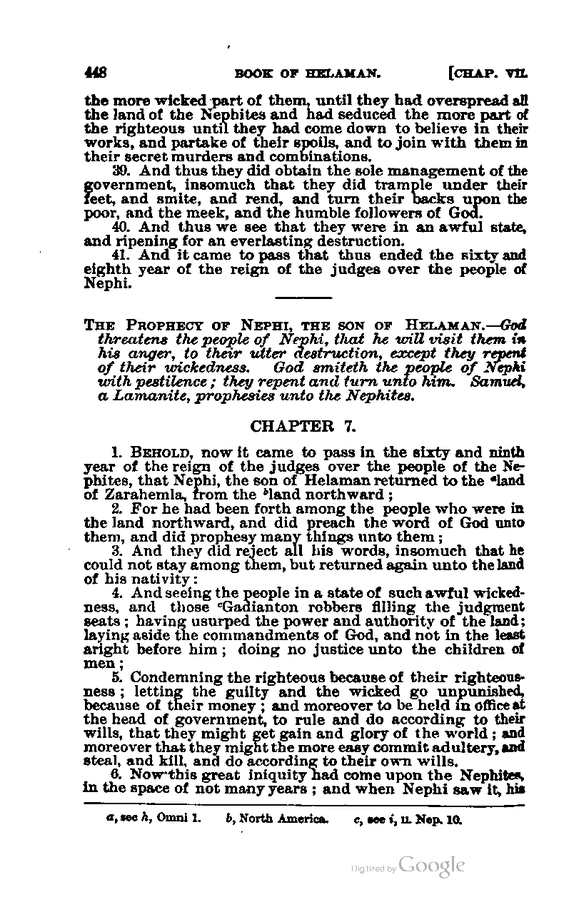 448 BOOK OF HELAMAN. [CHAP. VII.
the more wicked part of them, until they had overspread all
the land of the Nephites and had seduced the more part of
the righteous until they had come down to believe in their
works, and partake of their spoils, and to join with them in
their secret murders and combinations.
39. And thus they did obtain the sole management of the
government, insomuch that they did trample under their
feet, and smite, and rend, and turn their backs upon the
poor, and the meek, and the humble followers of God.
40. And thus we see that they were in an awful state,
and ripening for an everlasting destruction.
41. And it came to pass that thus ended the sixty and
eighth year of the reign of the judges over the people of
Nephi.
THE PROPHECY OF NEPHI, THE SON OF HELAMAN.—God
threatens the people of Nephi, that he will visit them in
his anger, to their utter destruction, except they repent
of their wickedness. God smiteth the people of Nephi
with pestilence; they repent and turn unto him. Samuel,
a Lamanite, prophesies unto the Nephites.
CHAPTER 7.
1. BEHOLD, now it came to pass in the sixty and ninth
year of the reign of the judges over the people of the Ne-
phites, that Nephi, the son of Helaman returned to the ᵃland
of Zarahemla, from the ᵇland northward;
2. For he had been forth among the people who were in
the land northward, and did preach the word of God unto
them, and did prophesy many things unto them;
3. And they did reject all his words, insomuch that he
could not stay among them, but returned again unto the land
of his nativity:
4. And seeing the people in a state of such awful wicked-
ness, and those ᶜGadianton robbers filling the judgment
seats; having usurped the power and authority of the land;
laying aside the commandments of God, and not in the least
aright before him; doing no justice unto the children of
men;
5. Condemning the righteous because of their righteous-
ness; letting the guilty and the wicked go unpunished,
because of their money; and moreover to be held in office at
the head of government, to rule and do according to their
wills, that they might get gain and glory of the world; and
moreover that they might the more easy commit adultery, and
steal, and kill, and do according to their own wills.
6. Now this great iniquity had come upon the Nephites,
in the space of not many years; and when Nephi saw it, his
a, see h, Omni 1. b, North America. c, see i, II. Nep. 10.
Digitized by Google